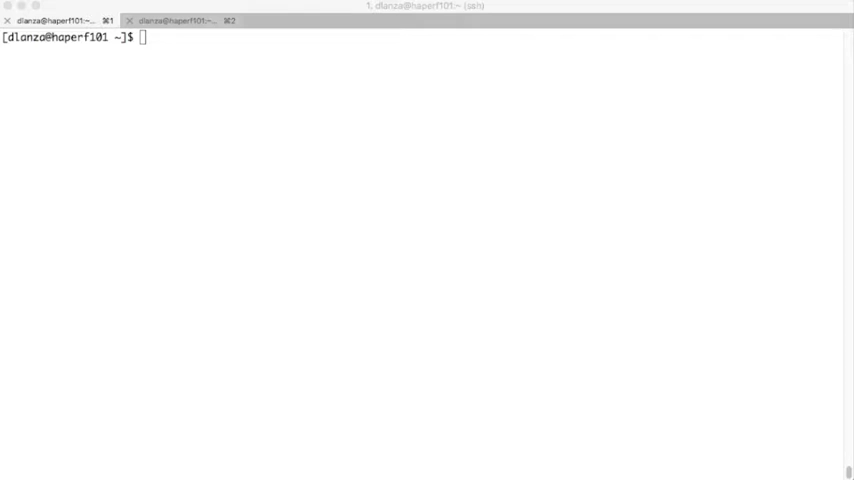 1. dlanza@haperf101:~ (ssh)
dlanza@haperf101:~... ⌘1 dlanza@haperf101:~... ⌘2
[dlanza@haperf101 ~]$